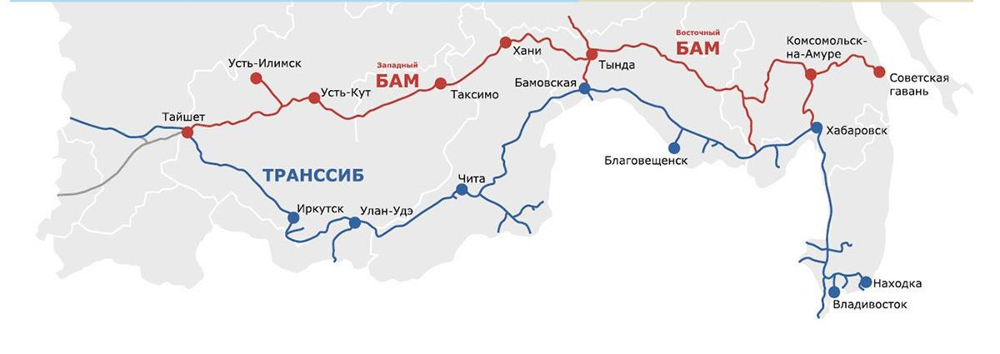 Восточный
БАМ
Комсомольск-
на-Амуре
Хани
Усть-Илимск
Западный
БАМ
Тында
Бамовская
Советская
гавань
Усть-Кут
Таксимо
Тайшет
Хабаровск
Благовещенск
ТРАНССИБ
Чита
Иркутск
Улан-Удэ
Находка
Владивосток